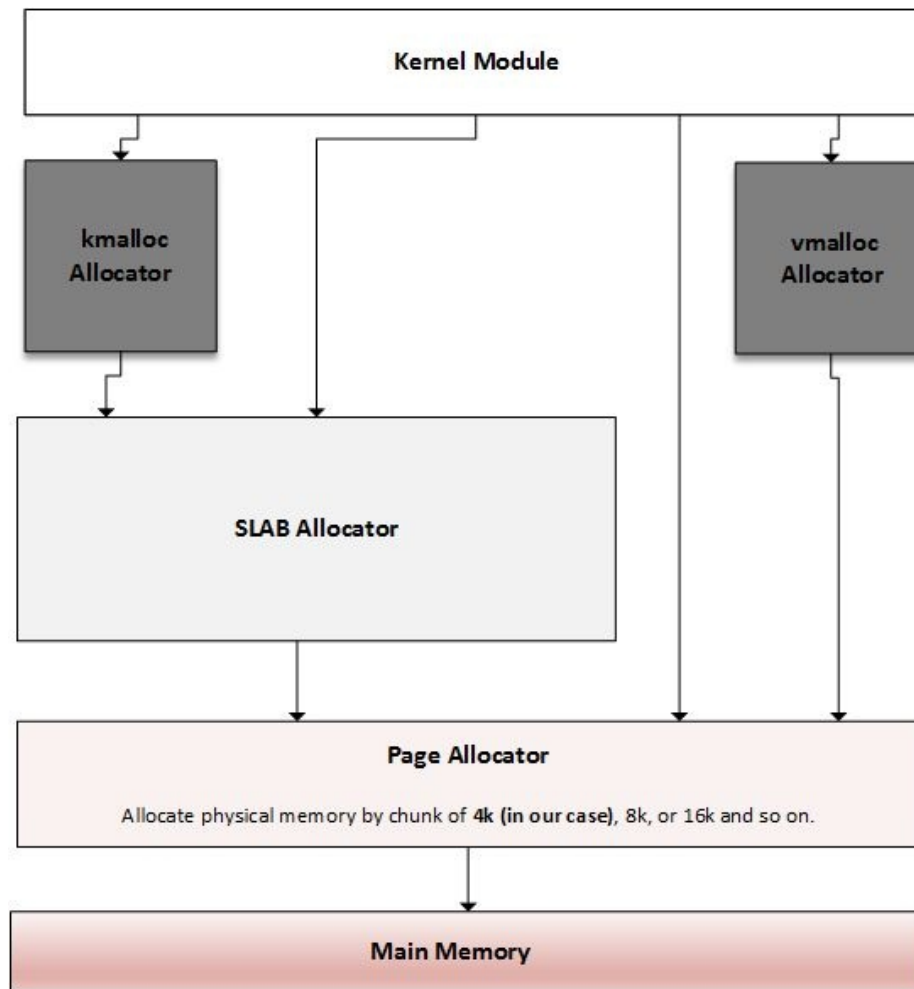 Kernel Module
kmalloc
Allocator
vmalloc
Allocator
SLAB Allocator
Page Allocator
Allocate physical memory by chunk of 4k (in our case), 8k, or 16k and so on.
Main Memory